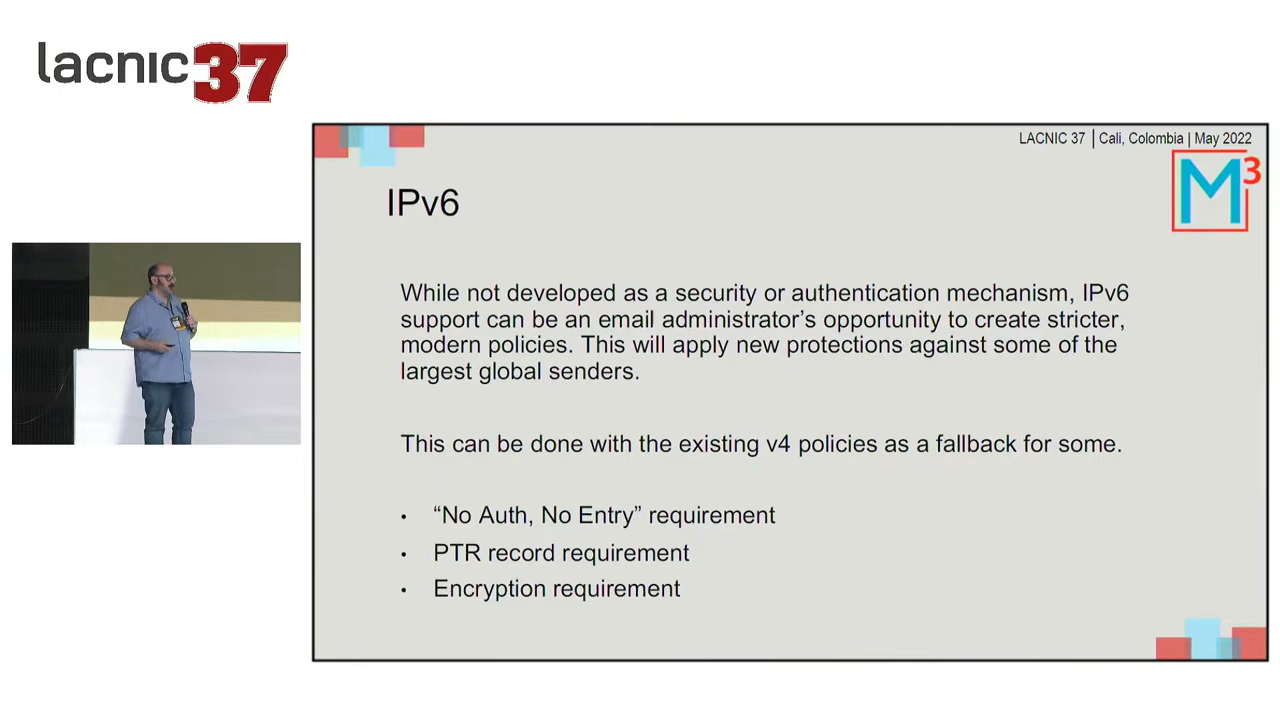 lacnic37
LACNIC 37 | Cali, Colombia | May 2022
M3
IPv6
While not developed as a security or authentication mechanism, IPv6
support can be an email administrator’s opportunity to create stricter,
modern policies. This will apply new protections against some of the
largest global senders.
This can be done with the existing v4 policies as a fallback for some.
• “No Auth, No Entry” requirement
• PTR record requirement
• Encryption requirement